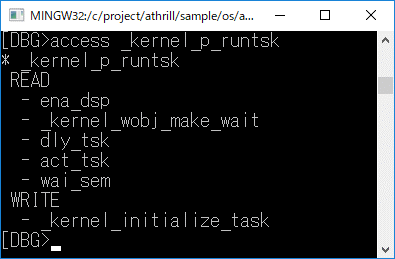 MINGW32:/c/project/athrill/sample/os/a...
[DBG>access _kernel_p_runtsk
* _kernel_p_runtsk
READ
- ena_dsp
- _kernel_wobj_make_wait
- dly_tsk
- act_tsk
- wai_sem
WRITE
- _kernel_initialize_task
[DBG>